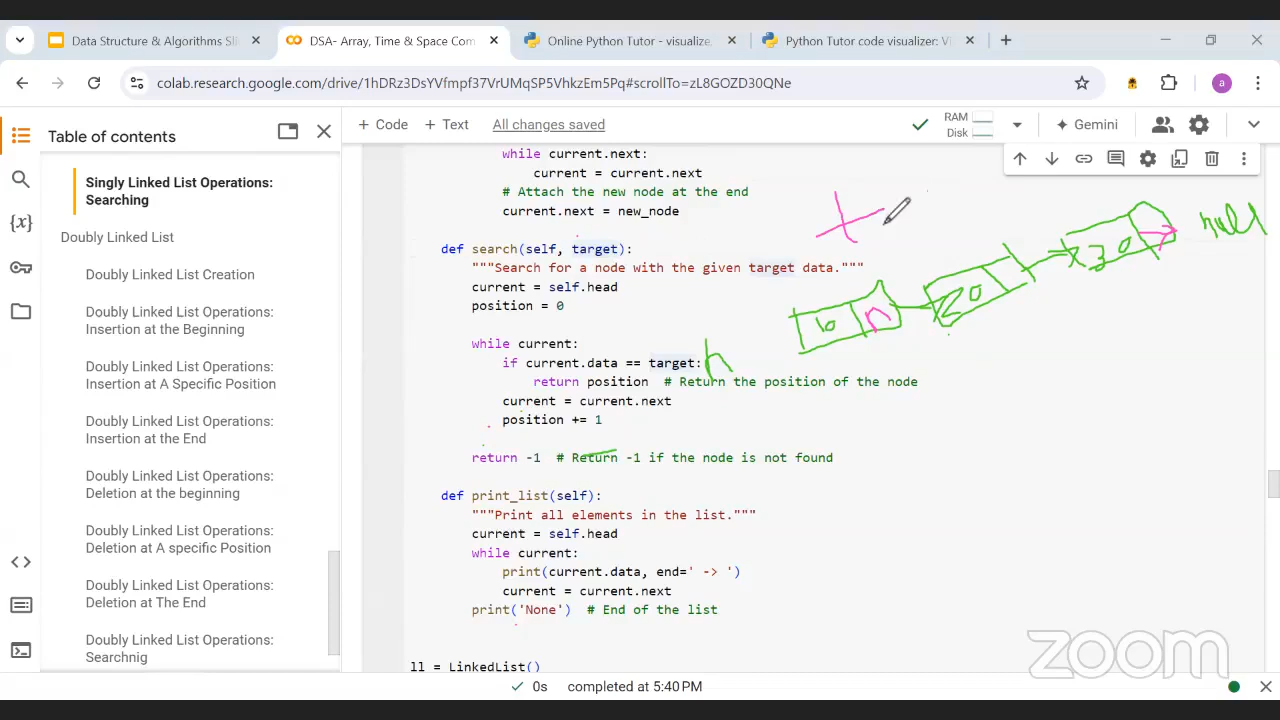 Data Structure & Algorithms Sli
DSA- Array, Time & Space Com
Online Python Tutor - visualize
Python Tutor code visualizer: Vi
colab.research.google.com/drive/1hDRz3DsYVfmpf37VrUMqSP5VhkzEm5Pq#scrollTo=zL8GOZD30QNe
a
Table of contents
+ Code + Text All changes saved
RAM
Disk
Gemini
Singly Linked List Operations:
Searching
Doubly Linked List
Doubly Linked List Creation
Doubly Linked List Operations:
Insertion at the Beginning
Doubly Linked List Operations:
Insertion at A Specific Position
Doubly Linked List Operations:
Insertion at the End
Doubly Linked List Operations:
Deletion at the beginning
Doubly Linked List Operations:
Deletion at A specific Position
Doubly Linked List Operations:
Deletion at The End
Doubly Linked List Operations:
Searchnig
while current.next:
current = current.next
# Attach the new node at the end
current.next = new_node
def search(self, target):
"""Search for a node with the given target data."""
current = self.head
position = 0
while current:
if current.data == target:
return position # Return the position of the node
current = current.next
position += 1
return -1 # Return -1 if the node is not found
def print_list(self):
"""Print all elements in the list."""
current = self.head
while current:
print(current.data, end=' -> ')
current = current.next
print('None') # End of the list
ll = LinkedList()
t
h
n
20
30
null
zoom
0s completed at 5:40 PM